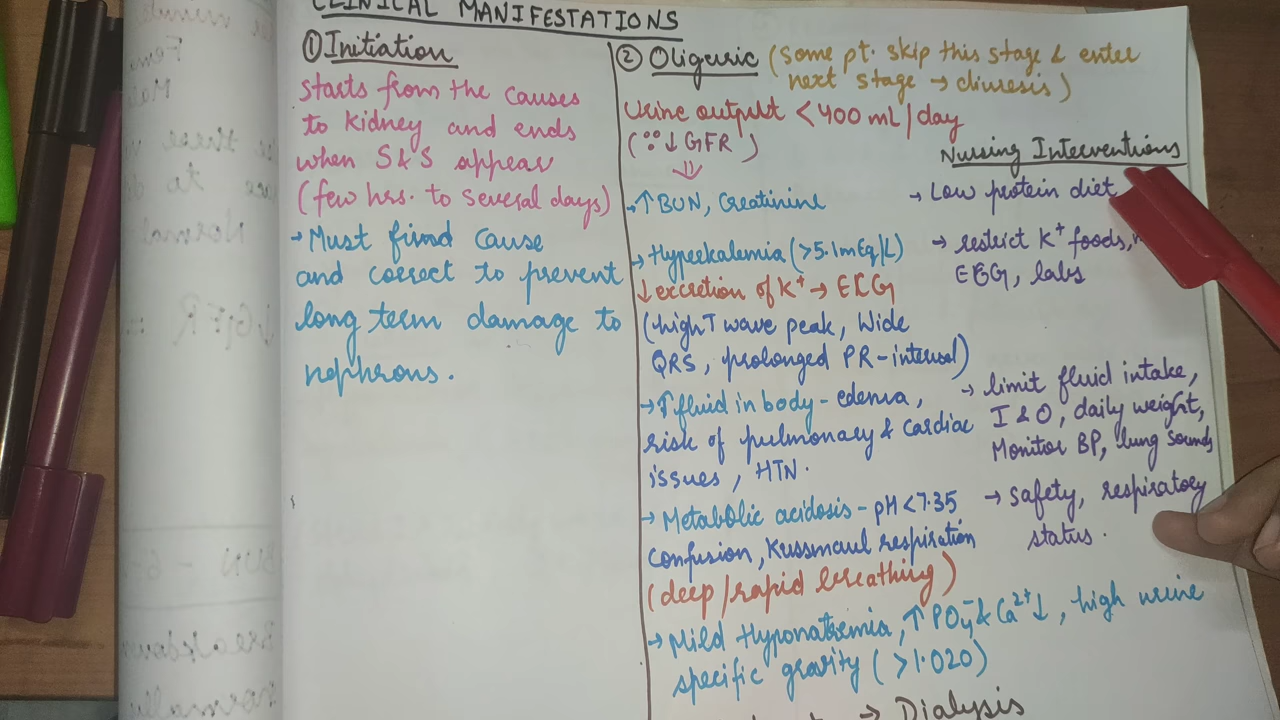 CLINICAL MANIFESTATIONS
① Initiation
Starts from the causes
to kidney and ends
when S&S appear
(few hrs. to several days)
→ Must find cause
and correct to prevent
long term damage to
nephrons.
② Oliguric (some pt. skip this stage & enter
next stage → diuresis)
Urine output <400 mL/day
(∵ ↓GFR)
⇓
→ ↑ BUN, Creatinine
→ Hyperkalemia (>5.1mEq/L)
↓ excretion of K⁺ → ECG
(high T wave peak, Wide
QRS, prolonged PR-interval)
→ ↑ fluid in body - edema,
risk of pulmonary & cardiac
issues, HTN.
→ Metabolic acidosis - pH <7.35
confusion, Kussmaul respiration
(deep/rapid breathing)
→ Mild Hyponatremia, ↑ PO₄⁻ & Ca²⁺↓, high urine
specific gravity (>1.020)
→ Dialysis
Nursing Interventions
→ Low protein diet
→ restrict K⁺ foods,
ECG, labs
→ limit fluid intake,
I & O, daily weight,
Monitor BP, lung sounds
→ Safety, respiratory
status.